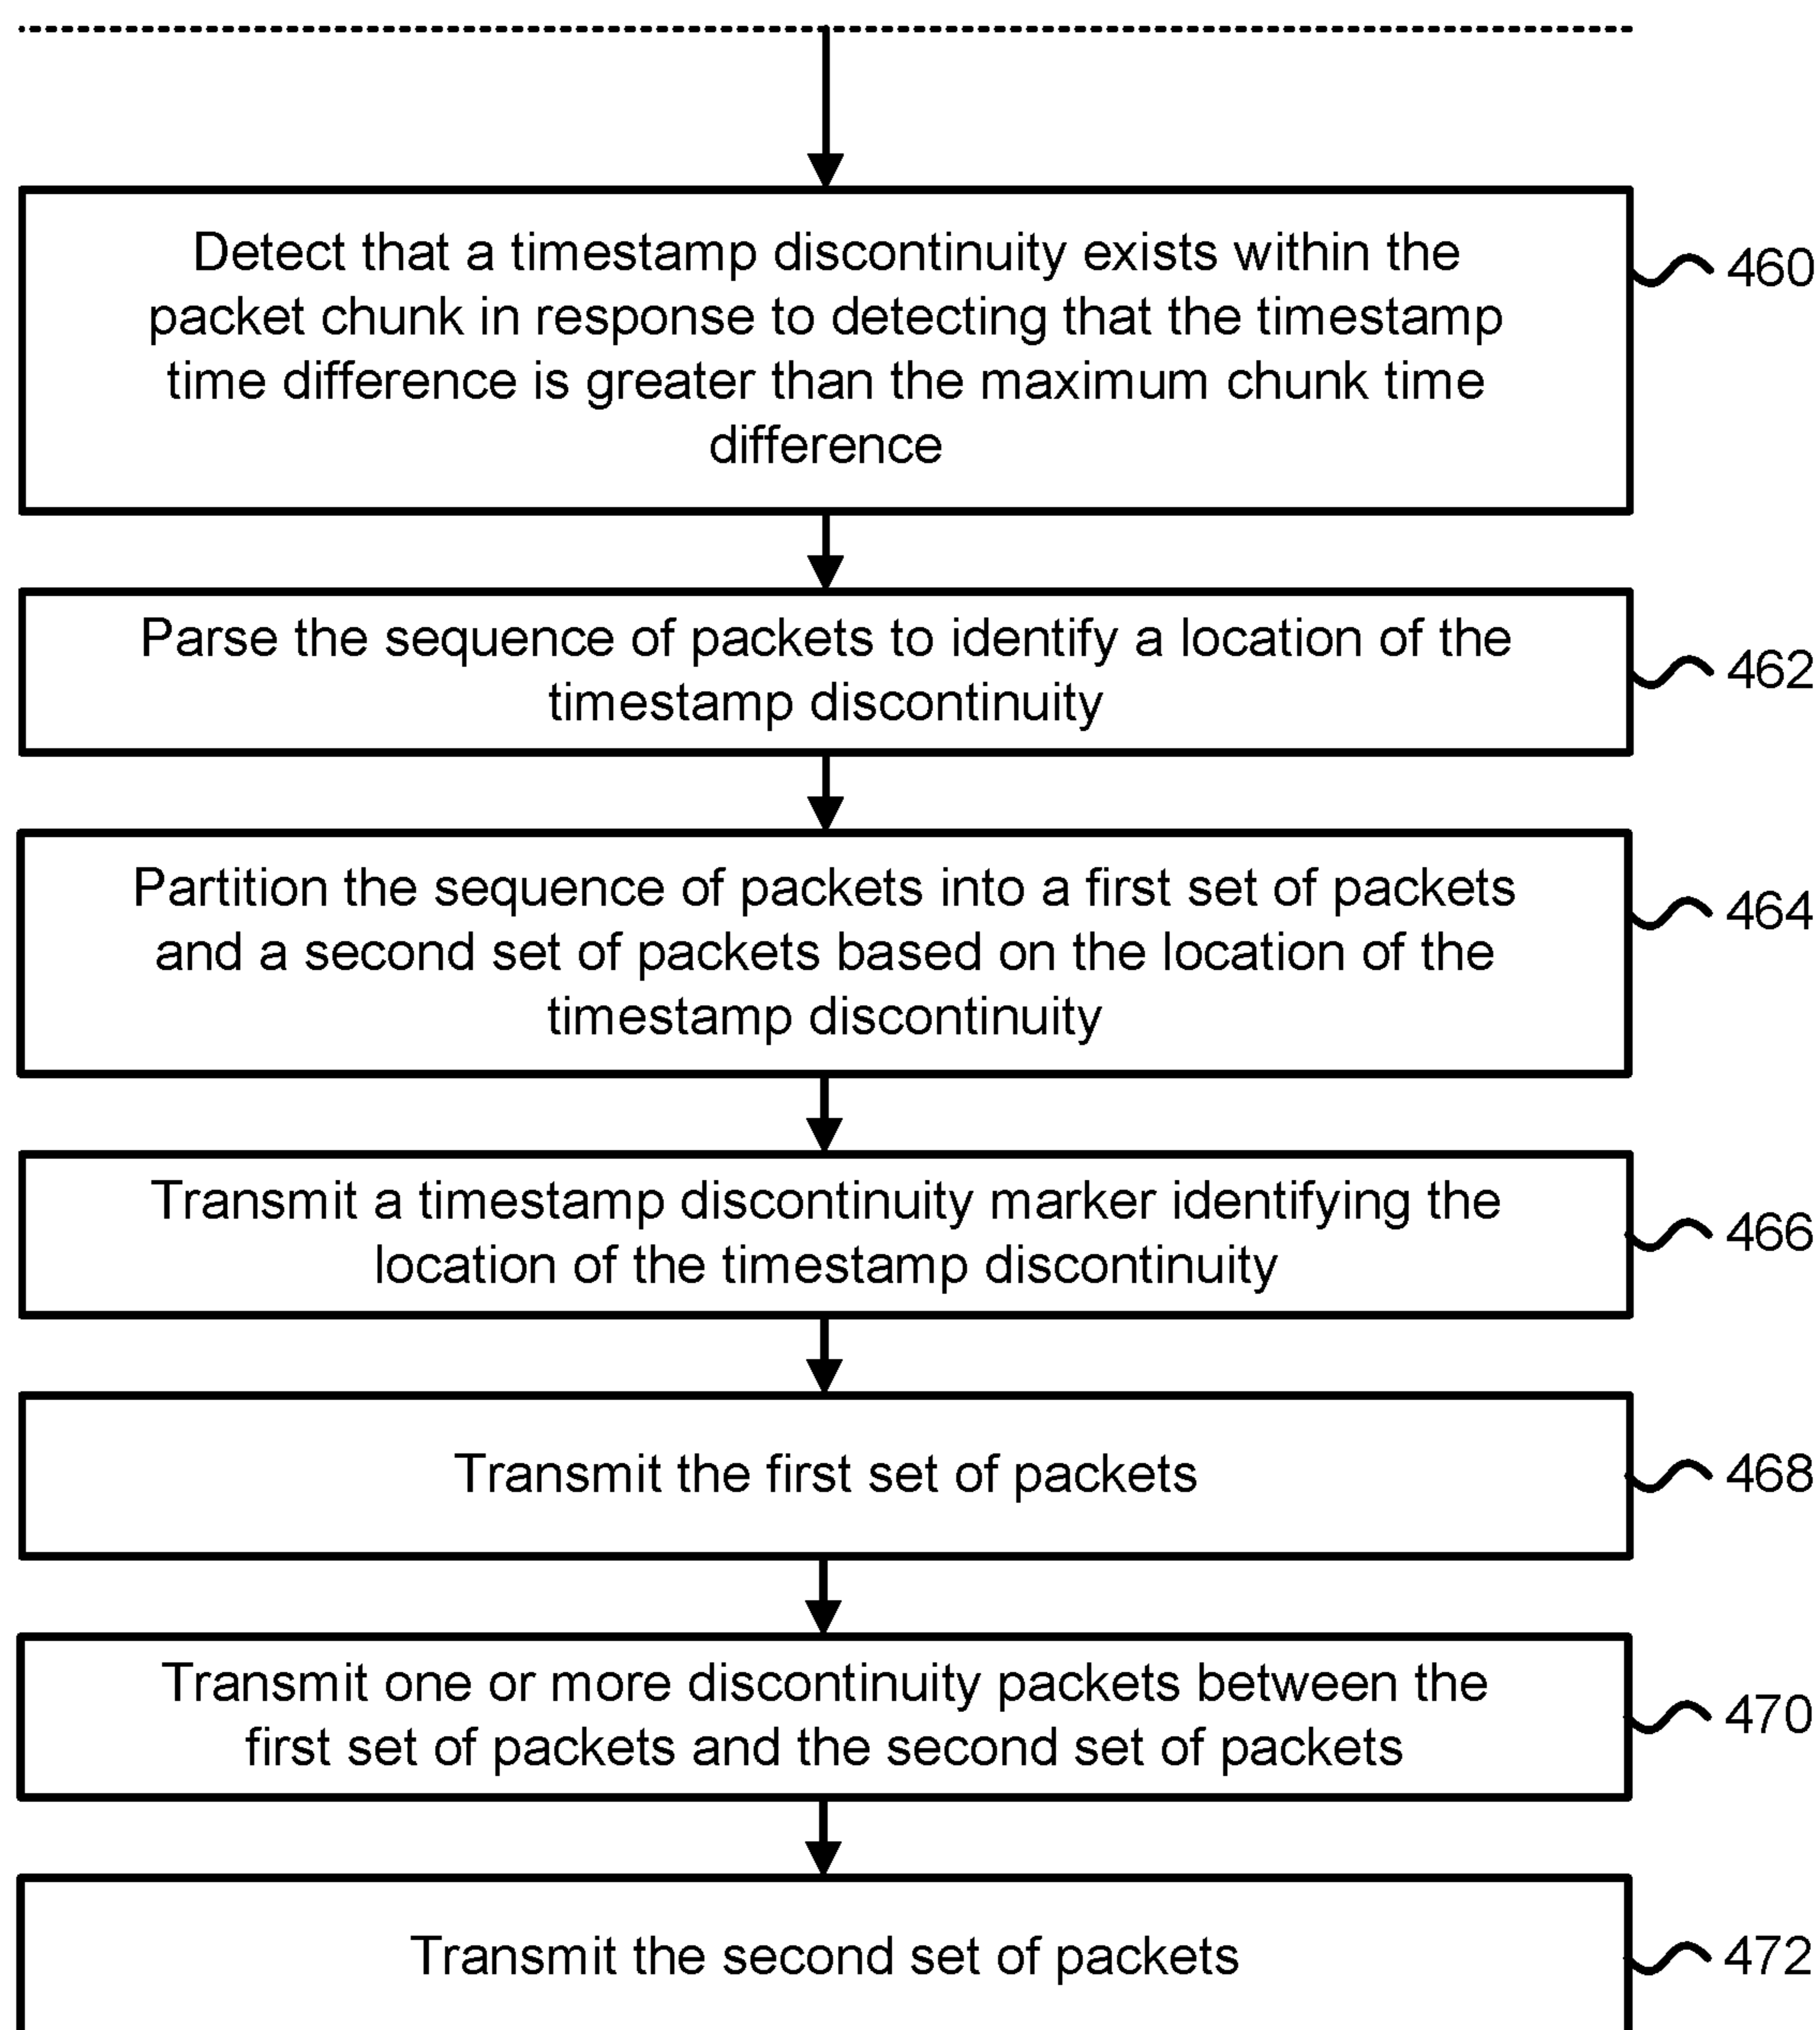 Detect that a timestamp discontinuity exists within the
packet chunk in response to detecting that the timestamp
time difference is greater than the maximum chunk time
difference
460
Parse the sequence of packets to identify a location of the
timestamp discontinuity
462
Partition the sequence of packets into a first set of packets
and a second set of packets based on the location of the
timestamp discontinuity
464
Transmit a timestamp discontinuity marker identifying the
location of the timestamp discontinuity
466
Transmit the first set of packets
468
Transmit one or more discontinuity packets between the
first set of packets and the second set of packets
470
Transmit the second set of packets
472